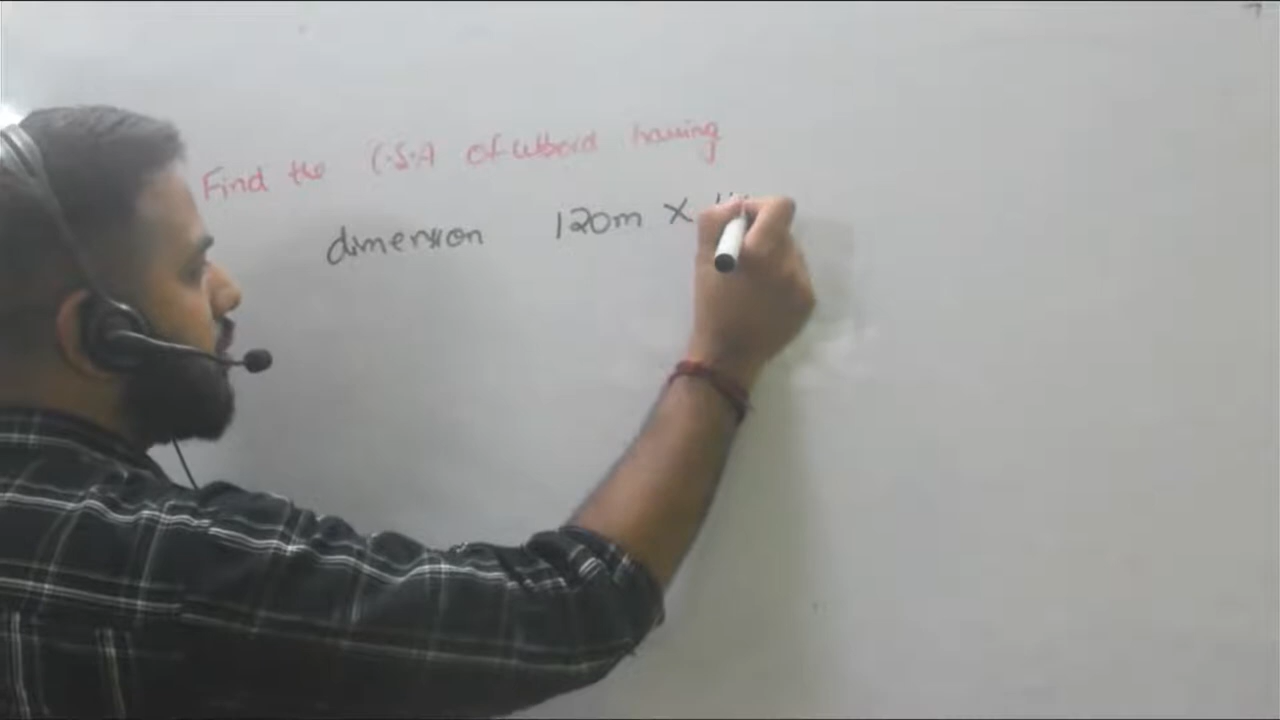 Find the C.S.A of cuboid having
dimension 120m ×